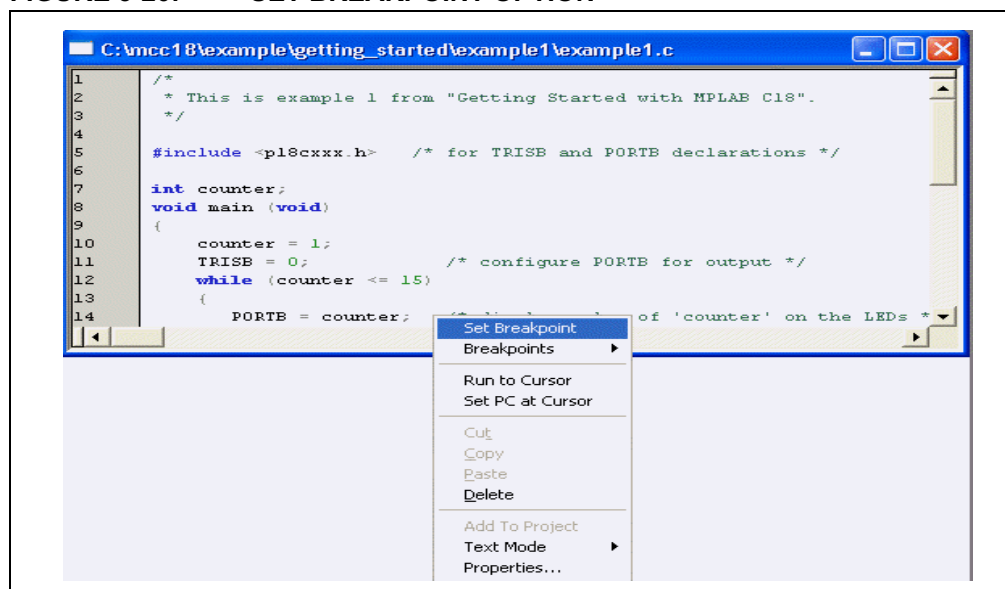 C:\mcc18\example\getting_started\example1\example1.c
1 /*
2 * This is example 1 from "Getting Started with MPLAB C18".
3 */
4
5 #include <p18cxxx.h> /* for TRISB and PORTB declarations */
6
7 int counter;
8 void main (void)
9 {
10 counter = 1;
11 TRISB = 0; /* configure PORTB for output */
12 while (counter <= 15)
13 {
14 PORTB = counter; of 'counter' on the LEDs *
Set Breakpoint
Breakpoints
Run to Cursor
Set PC at Cursor
Cut
Copy
Paste
Delete
Add To Project
Text Mode
Properties...